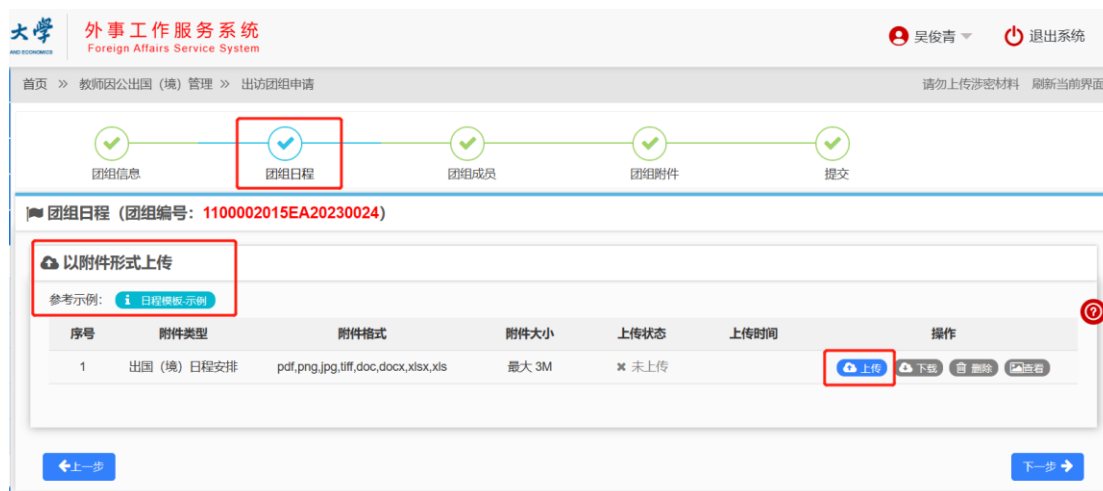 大学 外事工作服务系统
AND ECONOMICS Foreign Affairs Service System
吴俊青 退出系统
首页 » 教师因公出国（境）管理 » 出访团组申请 请勿上传涉密材料 刷新当前界面
团组信息 团组日程 团组成员 团组附件 提交
团组日程（团组编号：1100002015EA20230024）
以附件形式上传
参考示例： i 日程模板-示例
序号 附件类型 附件格式 附件大小 上传状态 上传时间 操作
1 出国（境）日程安排 pdf,png,jpg,tiff,doc,docx,xlsx,xls 最大 3M 未上传 上传 下载 删除 查看
上一步 下一步